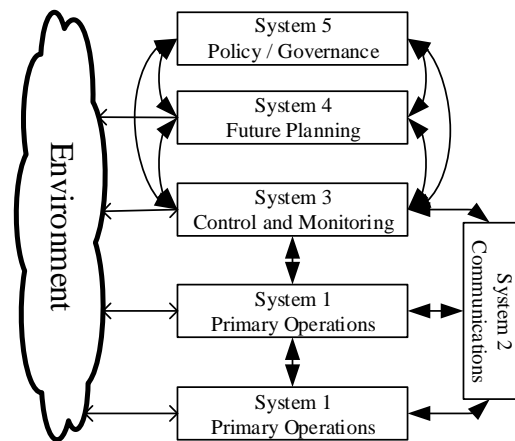 System 5
Policy / Governance
System 4
Future Planning
Environment
System 3
Control and Monitoring
System 2
Communications
System 1
Primary Operations
System 1
Primary Operations